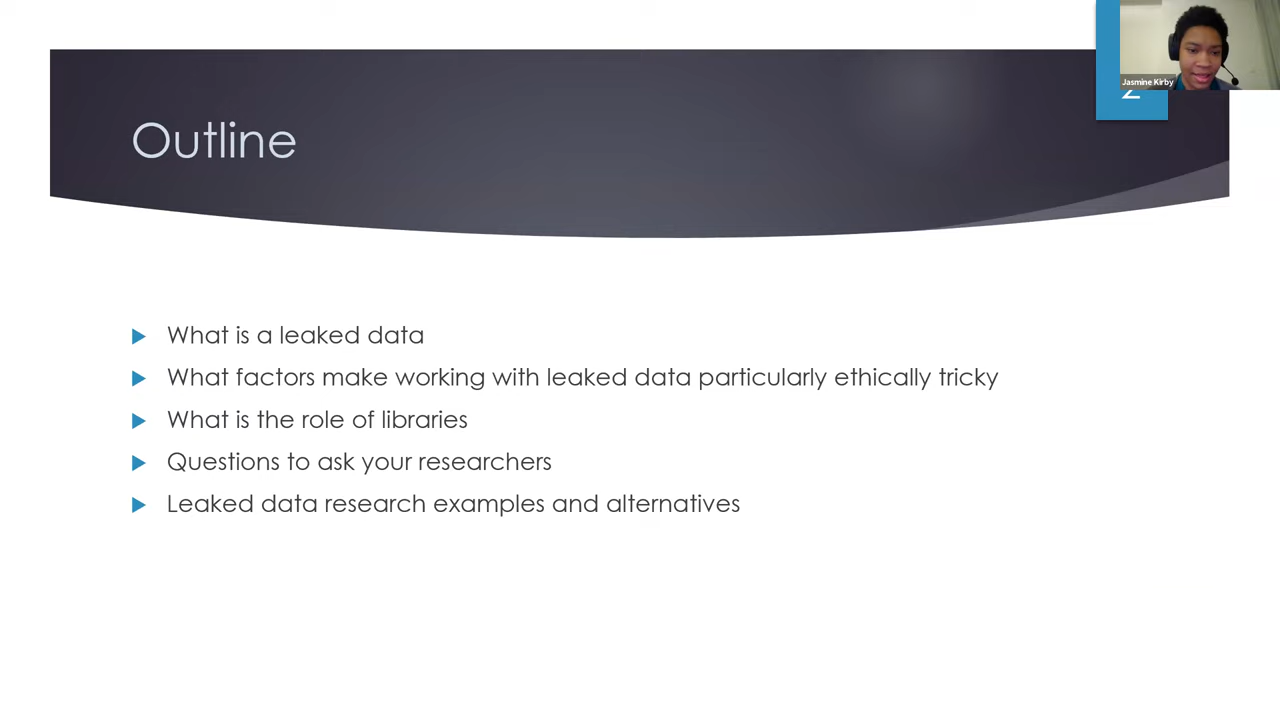 Jasmine Kirby
2
Outline
What is a leaked data
What factors make working with leaked data particularly ethically tricky
What is the role of libraries
Questions to ask your researchers
Leaked data research examples and alternatives